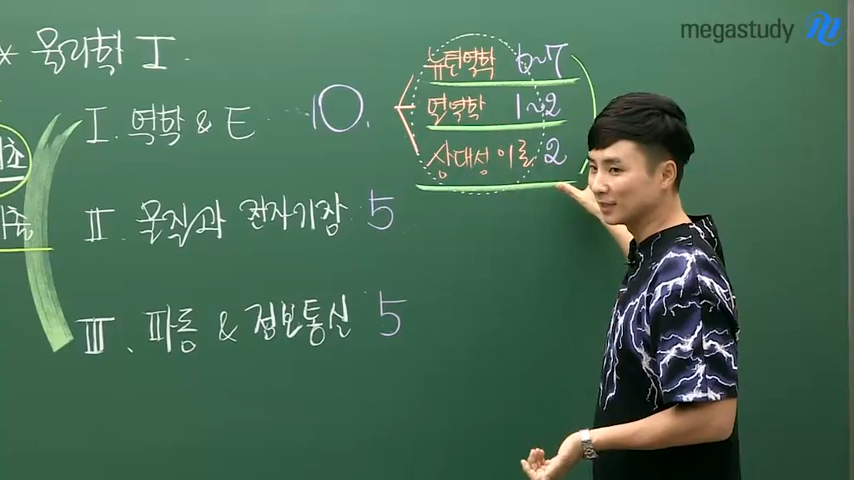 megastudy
* 물리학 I.
I. 역학 & E 10.
뉴턴역학 6~7
열역학 1~2
상대성 이론 2
II. 물질과 전자기장 5
III. 파동 & 정보통신 5